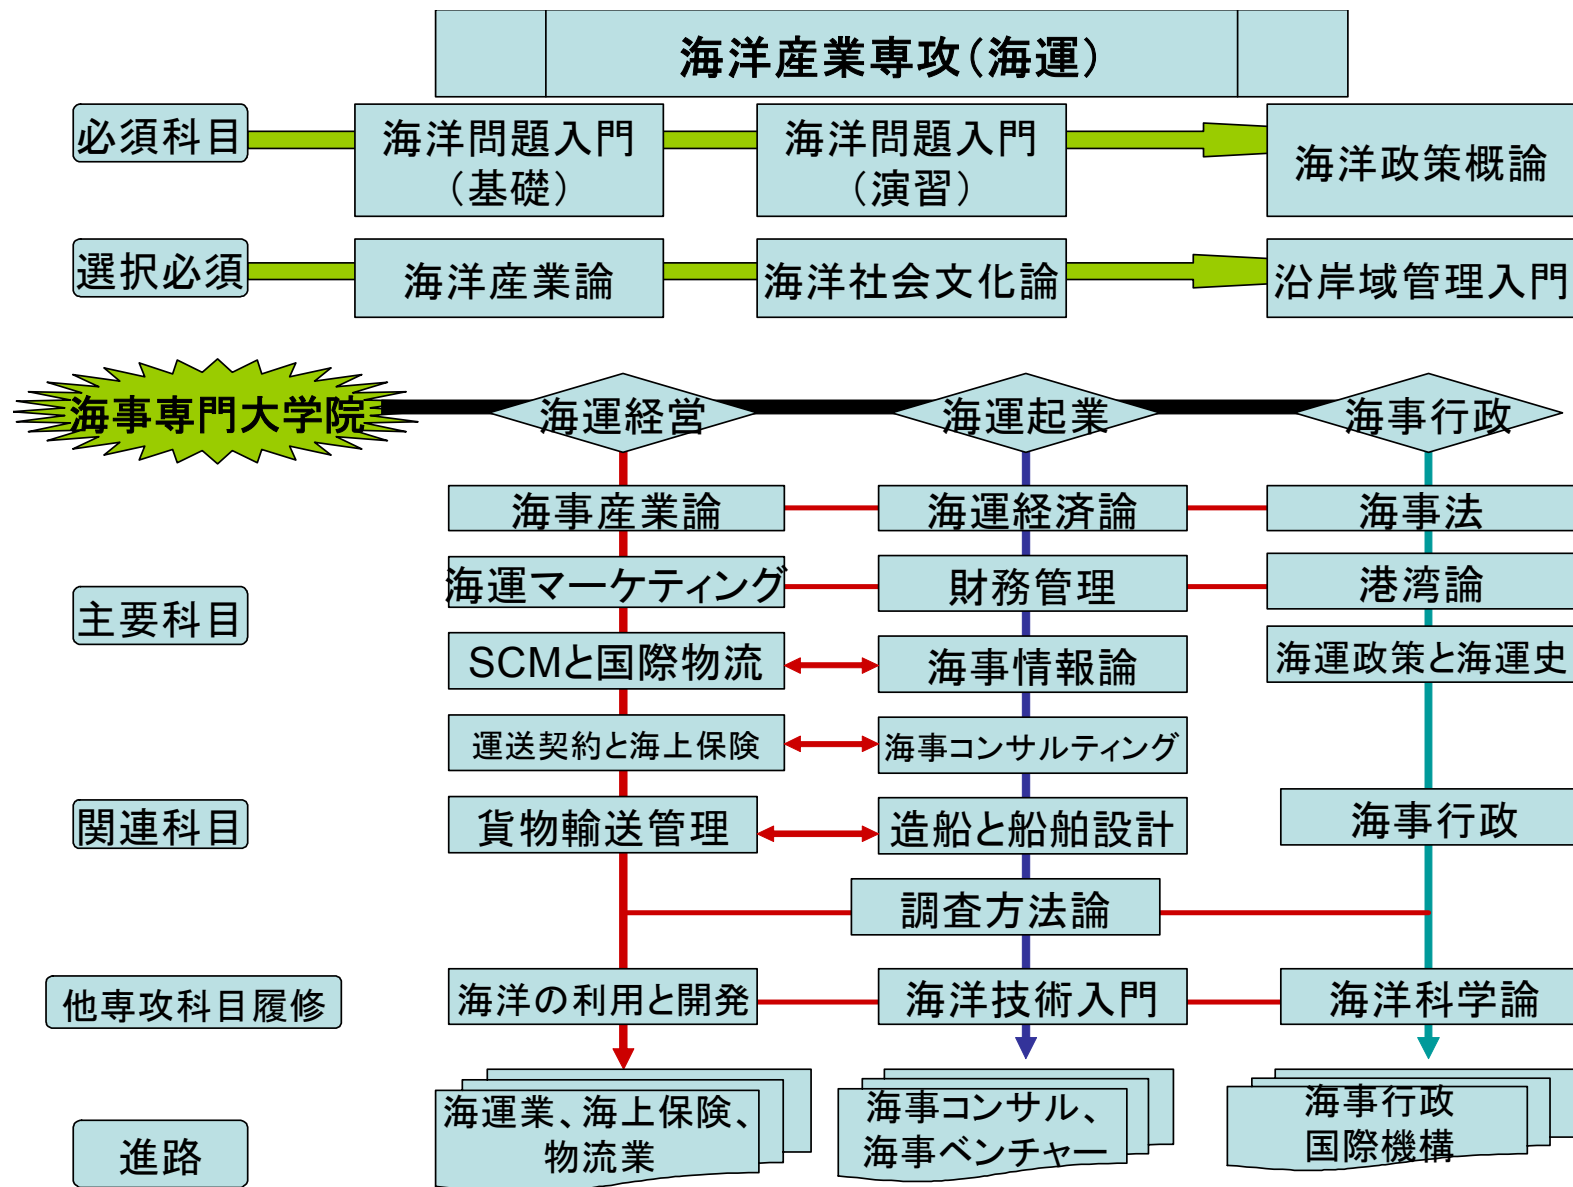 海洋産業専攻（海運）
必須科目
海洋問題入門
（基礎）
海洋問題入門
（演習）
海洋政策概論
選択必須
海洋産業論
海洋社会文化論
沿岸域管理入門
海事専門大学院
海運経営
海運起業
海事行政
海事産業論
海運経済論
海事法
主要科目
海運マーケティング
財務管理
港湾論
SCMと国際物流
海事情報論
海運政策と海運史
運送契約と海上保険
海事コンサルティング
関連科目
貨物輸送管理
造船と船舶設計
海事行政
調査方法論
他専攻科目履修
海洋の利用と開発
海洋技術入門
海洋科学論
進路
海運業、海上保険、
物流業
海事コンサル、
海事ベンチャー
海事行政
国際機構